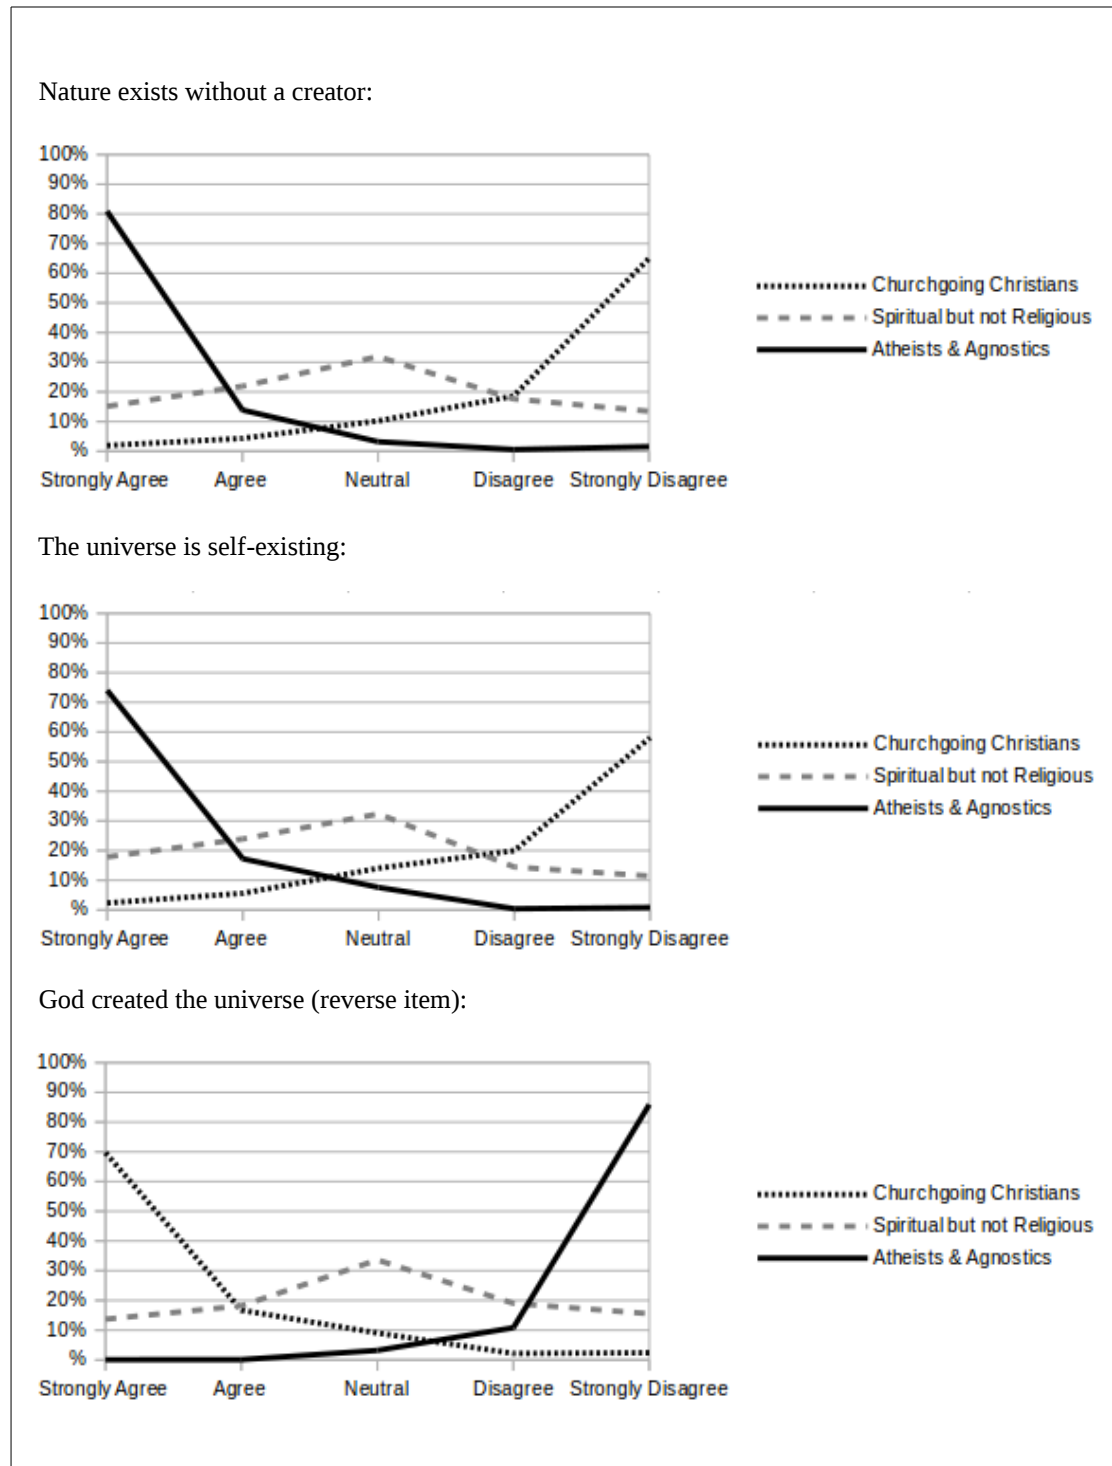 Nature exists without a creator:
100%
90%
80%
70%
60%
50%
40%
30%
20%
10%
%
Strongly Agree Agree Neutral Disagree Strongly Disagree
Churchgoing Christians
Spiritual but not Religious
Atheists & Agnostics
The universe is self-existing:
100%
90%
80%
70%
60%
50%
40%
30%
20%
10%
%
Strongly Agree Agree Neutral Disagree Strongly Disagree
Churchgoing Christians
Spiritual but not Religious
Atheists & Agnostics
God created the universe (reverse item):
100%
90%
80%
70%
60%
50%
40%
30%
20%
10%
%
Strongly Agree Agree Neutral Disagree Strongly Disagree
Churchgoing Christians
Spiritual but not Religious
Atheists & Agnostics